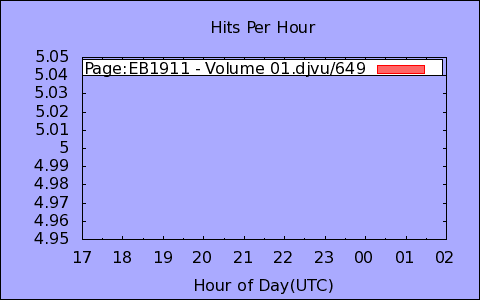 Hits Per Hour
5.05
Page:EB1911 - Volume 01.djvu/649
5.04
5.03
5.02
5.01
5
4.99
4.98
4.97
4.96
4.95
17 18 19 20 21 22 23 00 01 02
Hour of Day(UTC)